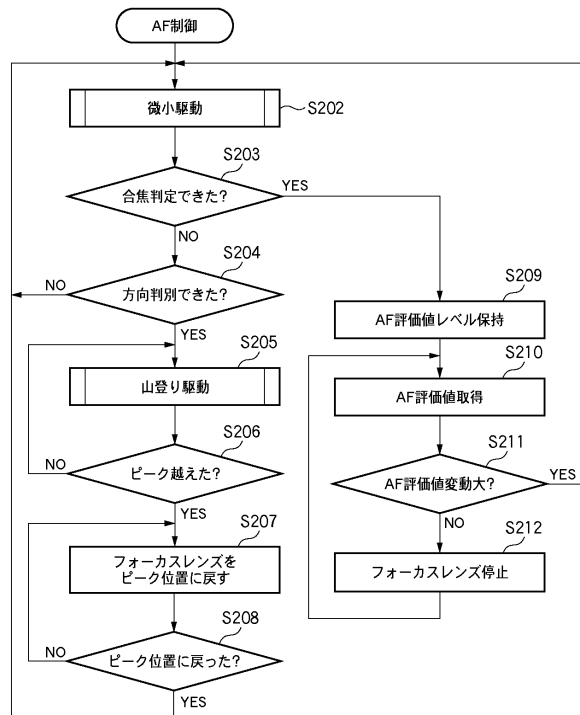 AF制御
微小駆動
S202
S203
合焦判定できた?
YES
NO
S204
方向判別できた?
NO
YES
S205
山登り駆動
S206
ピーク越えた?
NO
YES
S207
フォーカスレンズを
ピーク位置に戻す
S208
ピーク位置に戻った?
NO
YES
S209
AF評価値レベル保持
S210
AF評価値取得
S211
AF評価値変動大?
YES
NO
S212
フォーカスレンズ停止